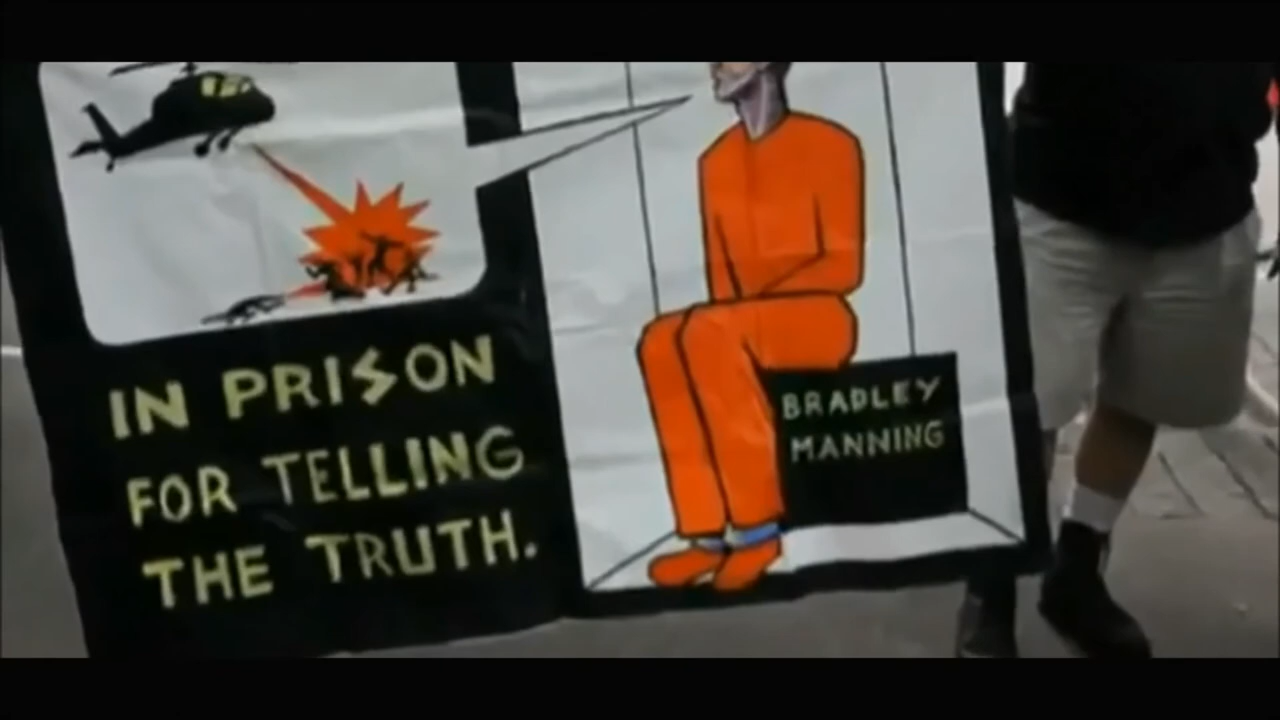 IN PRISON
FOR TELLING
THE TRUTH.
BRADLEY
MANNING